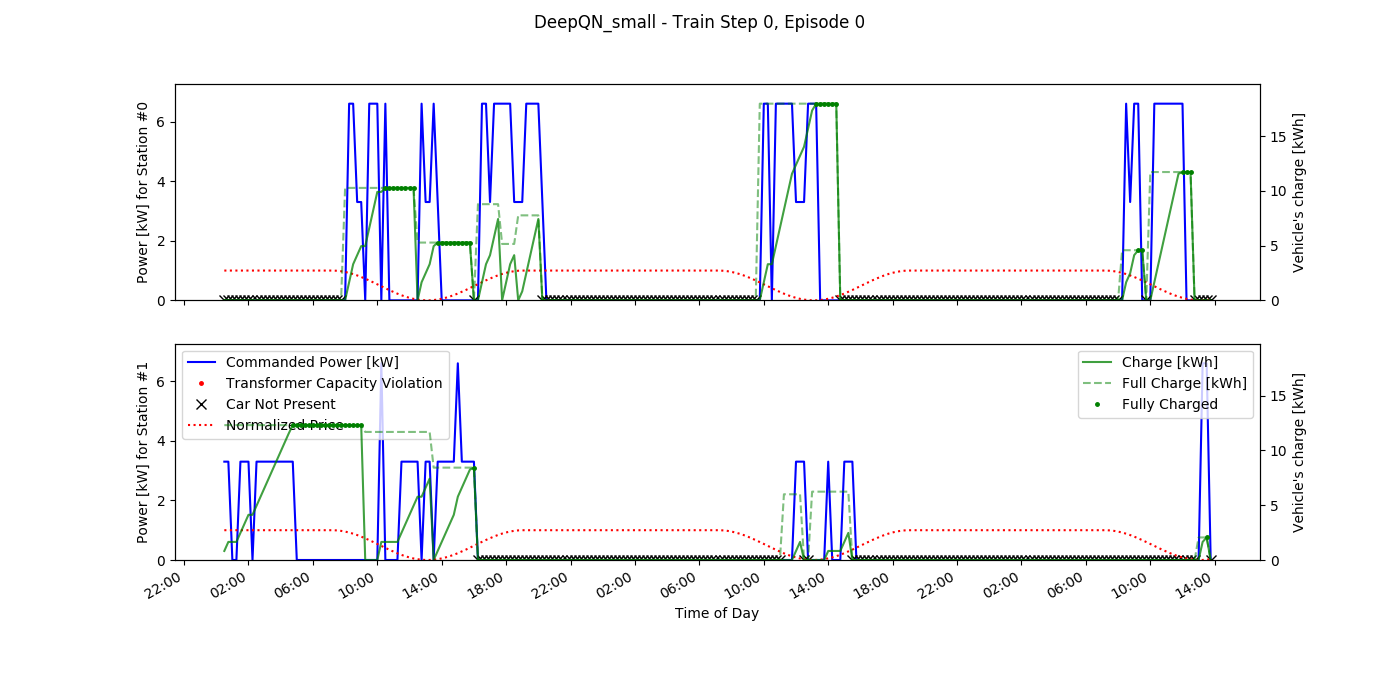 DeepQN_small - Train Step 0, Episode 0
Power [kW] for Station #0
6
4
2
0
15
10
5
0
Vehicle's charge [kWh]
Power [kW] for Station #1
6
4
2
0
Commanded Power [kW]
Transformer Capacity Violation
Car Not Present
Normalized Price
Charge [kWh]
Full Charge [kWh]
Fully Charged
15
10
5
0
Vehicle's charge [kWh]
22:00 02:00 06:00 10:00 14:00 18:00 22:00 02:00 06:00 10:00 14:00 18:00 22:00 02:00 06:00 10:00 14:00
Time of Day